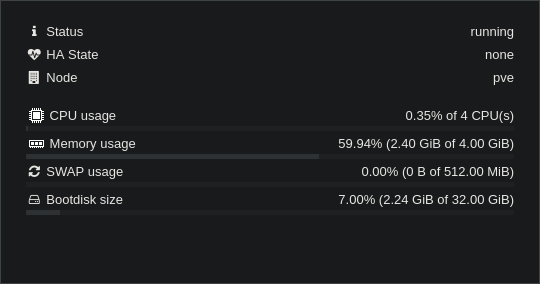 Status running
HA State none
Node pve
CPU usage 0.35% of 4 CPU(s)
Memory usage 59.94% (2.40 GiB of 4.00 GiB)
SWAP usage 0.00% (0 B of 512.00 MiB)
Bootdisk size 7.00% (2.24 GiB of 32.00 GiB)